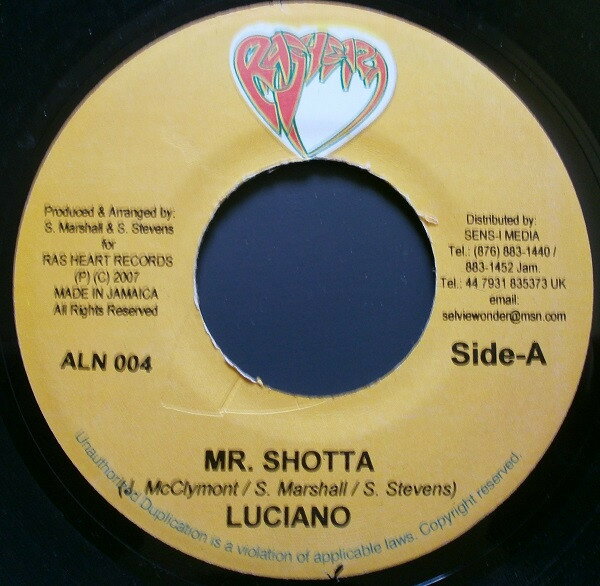 RAS HEART
Produced & Arranged by:
S. Marshall & S. Stevens
for
RAS HEART RECORDS
(P) (C) 2007
MADE IN JAMAICA
All Rights Reserved
ALN 004
Distributed by:
SENS-I MEDIA
Tel.: (876) 883-1440 /
883-1452 Jam.
Tel.: 44 7931 835373 UK
email:
selviewonder@msn.com
Side-A
MR. SHOTTA
(J. McClymont / S. Marshall / S. Stevens)
LUCIANO
Unauthorized Duplication is a violation of applicable laws. Copyright reserved.